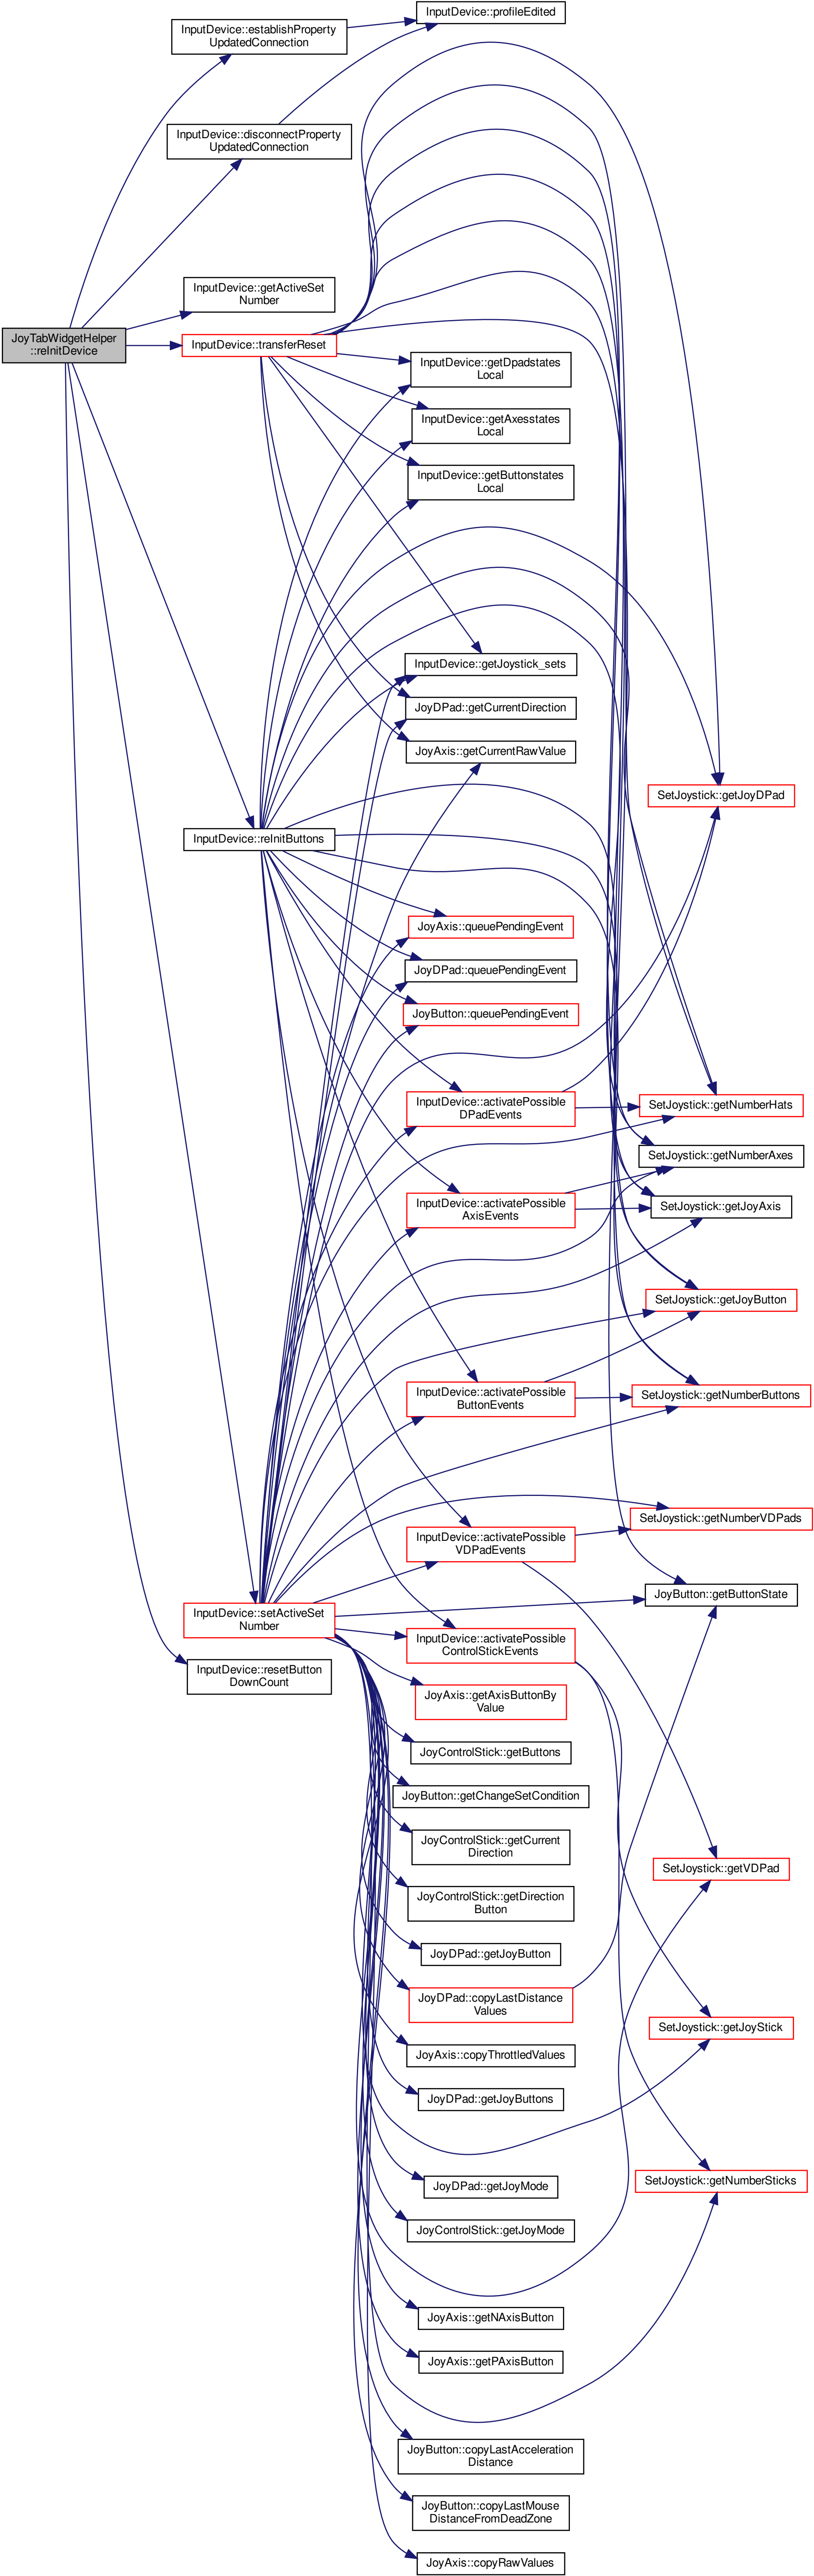 InputDevice::profileEdited
InputDevice::establishProperty
UpdatedConnection
InputDevice::disconnectProperty
UpdatedConnection
InputDevice::getActiveSet
Number
JoyTabWidgetHelper
::reInitDevice
InputDevice::transferReset
InputDevice::getDpadstates
Local
InputDevice::getAxesstates
Local
InputDevice::getButtonstates
Local
InputDevice::getJoystick_sets
JoyDPad::getCurrentDirection
JoyAxis::getCurrentRawValue
SetJoystick::getJoyDPad
InputDevice::reInitButtons
JoyAxis::queuePendingEvent
JoyDPad::queuePendingEvent
JoyButton::queuePendingEvent
InputDevice::activatePossible
DPadEvents
SetJoystick::getNumberHats
SetJoystick::getNumberAxes
InputDevice::activatePossible
AxisEvents
SetJoystick::getJoyAxis
SetJoystick::getJoyButton
InputDevice::activatePossible
ButtonEvents
SetJoystick::getNumberButtons
SetJoystick::getNumberVDPads
InputDevice::activatePossible
VDPadEvents
JoyButton::getButtonState
InputDevice::setActiveSet
Number
InputDevice::activatePossible
ControlStickEvents
InputDevice::resetButton
DownCount
JoyAxis::getAxisButtonBy
Value
JoyControlStick::getButtons
JoyButton::getChangeSetCondition
JoyControlStick::getCurrent
Direction
SetJoystick::getVDPad
JoyControlStick::getDirection
Button
JoyDPad::getJoyButton
JoyDPad::copyLastDistance
Values
SetJoystick::getJoyStick
JoyAxis::copyThrottledValues
JoyDPad::getJoyButtons
SetJoystick::getNumberSticks
JoyDPad::getJoyMode
JoyControlStick::getJoyMode
JoyAxis::getNAxisButton
JoyAxis::getPAxisButton
JoyButton::copyLastAcceleration
Distance
JoyButton::copyLastMouse
DistanceFromDeadZone
JoyAxis::copyRawValues